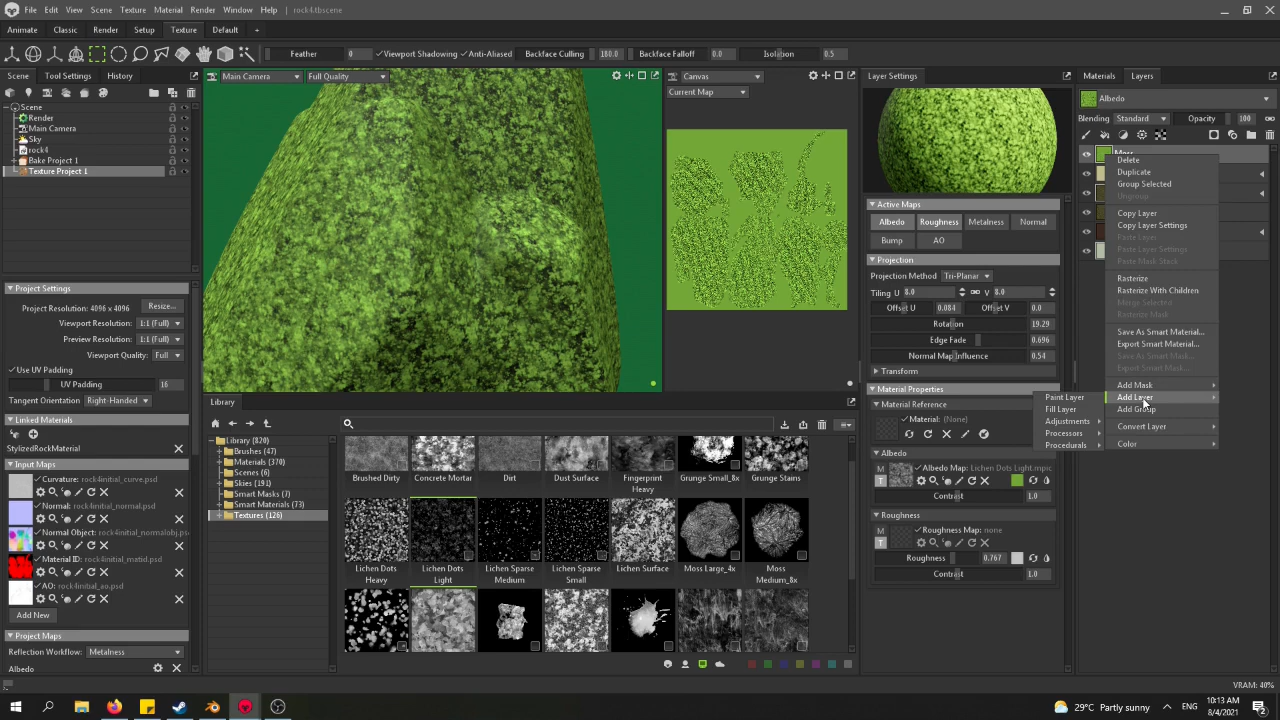 File Edit View Scene Texture Material Render Window Help rock4.tbscene
Animate Classic Render Setup Texture Default +
Feather 0 Viewport Shadowing Anti-Aliased Backface Culling 180.0 Backface Falloff 0.0 Isolation 0.5
Scene Tool Settings History
Scene
Render
Main Camera
Sky
rock4
Bake Project 1
Texture Project 1
Project Settings
Project Resolution: 4096 x 4096 Resize...
Viewport Resolution: 1:1 (Full)
Preview Resolution: 1:1 (Full)
Viewport Quality: Full
Use UV Padding
UV Padding 16
Tangent Orientation Right-Handed
Linked Materials
StylizedRockMaterial
Input Maps
Curvature: rock4initial_curve.psd
Normal: rock4initial_normal.psd
Normal Object: rock4initial_normalobj.ps
Material ID: rock4initial_matid.psd
AO: rock4initial_ao.psd
Add New
Project Maps
Reflection Workflow: Metalness
Albedo
Main Camera Full Quality
Canvas
Current Map
Library
Library (820)
Brushes (47)
Materials (370)
Scenes (6)
Skies (191)
Smart Masks (7)
Smart Materials (73)
Textures (126)
Brushed Dirty Concrete Mortar Dirt Dust Surface Fingerprint Heavy Grunge Small_8x Grunge Stains
Lichen Dots Heavy Lichen Dots Light Lichen Sparse Medium Lichen Sparse Small Lichen Surface Moss Large_4x Moss Medium_8x
Layer Settings
Active Maps
Albedo Roughness Metalness Normal
Bump AO
Projection
Projection Method Tri-Planar
Tiling U 8.0 V 8.0
Offset U 0.084 Offset V 0.0
Rotation 19.29
Edge Fade 0.696
Normal Map Influence 0.54
Transform
Material Properties
Material Reference
Material: (None)
Albedo
M Albedo Map: Lichen Dots Light.mpic
T
Contrast 1.0
Roughness
M Roughness Map: none
T
Roughness 0.767
Contrast 1.0
Materials Layers
Albedo
Blending Standard Opacity 100
Moss
Delete
Duplicate
Group Selected
Ungroup
Copy Layer
Copy Layer Settings
Paste Layer
Paste Layer Settings
Paste Mask Stack
Rasterize
Rasterize With Children
Merge Selected
Rasterize Mask
Save As Smart Material...
Export Smart Material...
Save As Smart Mask...
Export Smart Mask...
Add Mask
Add Layer
Add Group
Convert Layer
Color
Paint Layer
Fill Layer
Adjustments
Processors
Procedurals
VRAM: 40%
29°C Partly sunny ENG 10:13 AM
8/4/2021 2